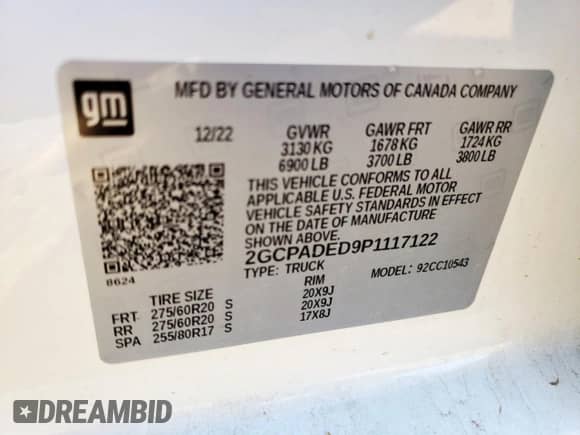 gm
MFD BY GENERAL MOTORS OF CANADA COMPANY
12/22 GVWR GAWR FRT GAWR RR
3130 KG 1678 KG 1724 KG
6900 LB 3700 LB 3800 LB
THIS VEHICLE CONFORMS TO ALL
APPLICABLE U.S. FEDERAL MOTOR
VEHICLE SAFETY STANDARDS IN EFFECT
ON THE DATE OF MANUFACTURE
SHOWN ABOVE.
2GCPADED9P1117122
8624
TYPE: TRUCK MODEL: 92CC10543
TIRE SIZE RIM
FRT 275/60R20 S 20X9J
RR 275/60R20 S 20X9J
SPA 255/80R17 S 17X8J
DREAMBID